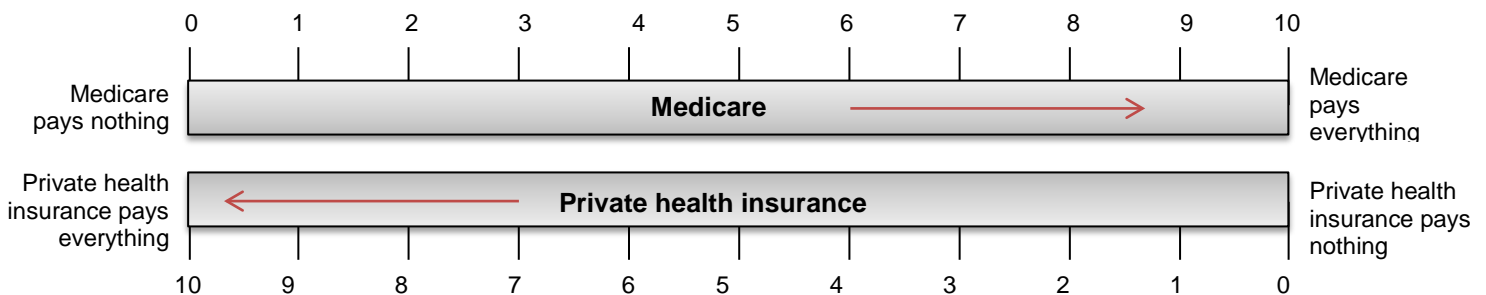 0 1 2 3 4 5 6 7 8 9 10
Medicare
pays nothing
Medicare
Medicare
pays
everything
Private health
insurance pays
everything
Private health insurance
Private health
insurance pays
nothing
10 9 8 7 6 5 4 3 2 1 0